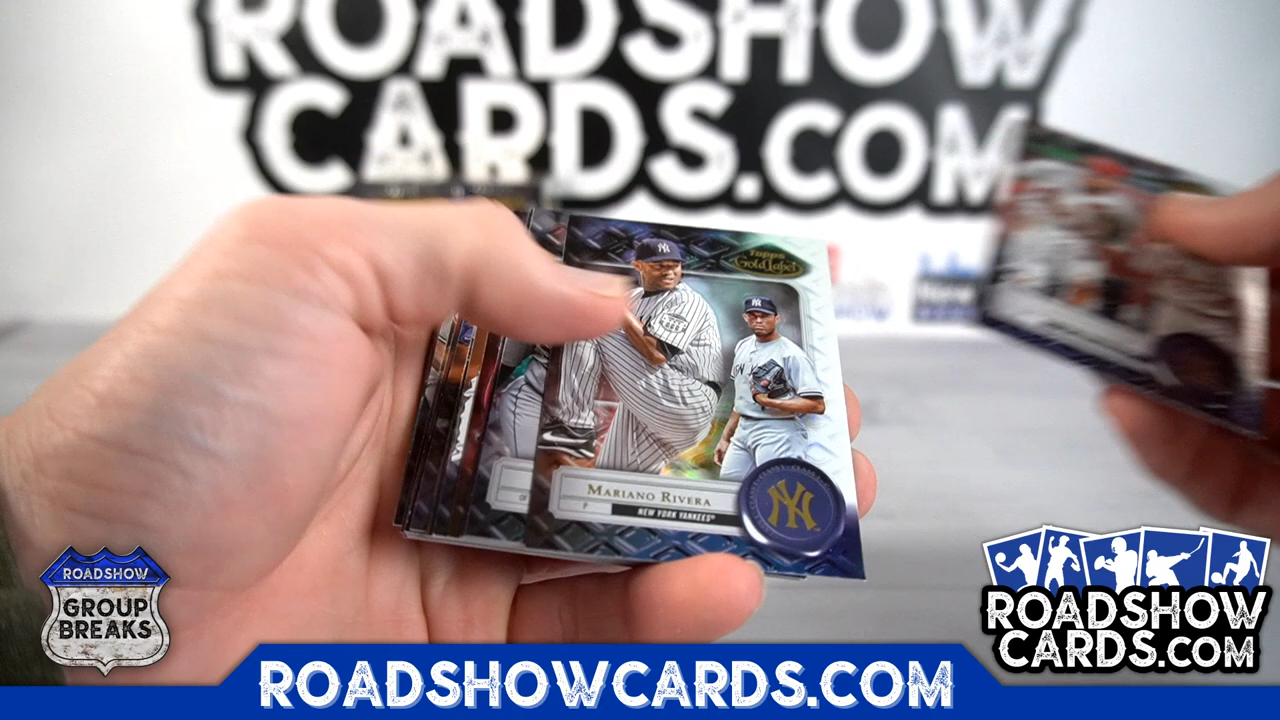 ROADSHOW
CARDS.COM
TOPPS
Gold Label
NY
MARIANO RIVERA
P
NEW YORK YANKEES®
NY
ROADSHOW
GROUP
BREAKS
ROADSHOW
CARDS.COM
ROADSHOWCARDS.COM